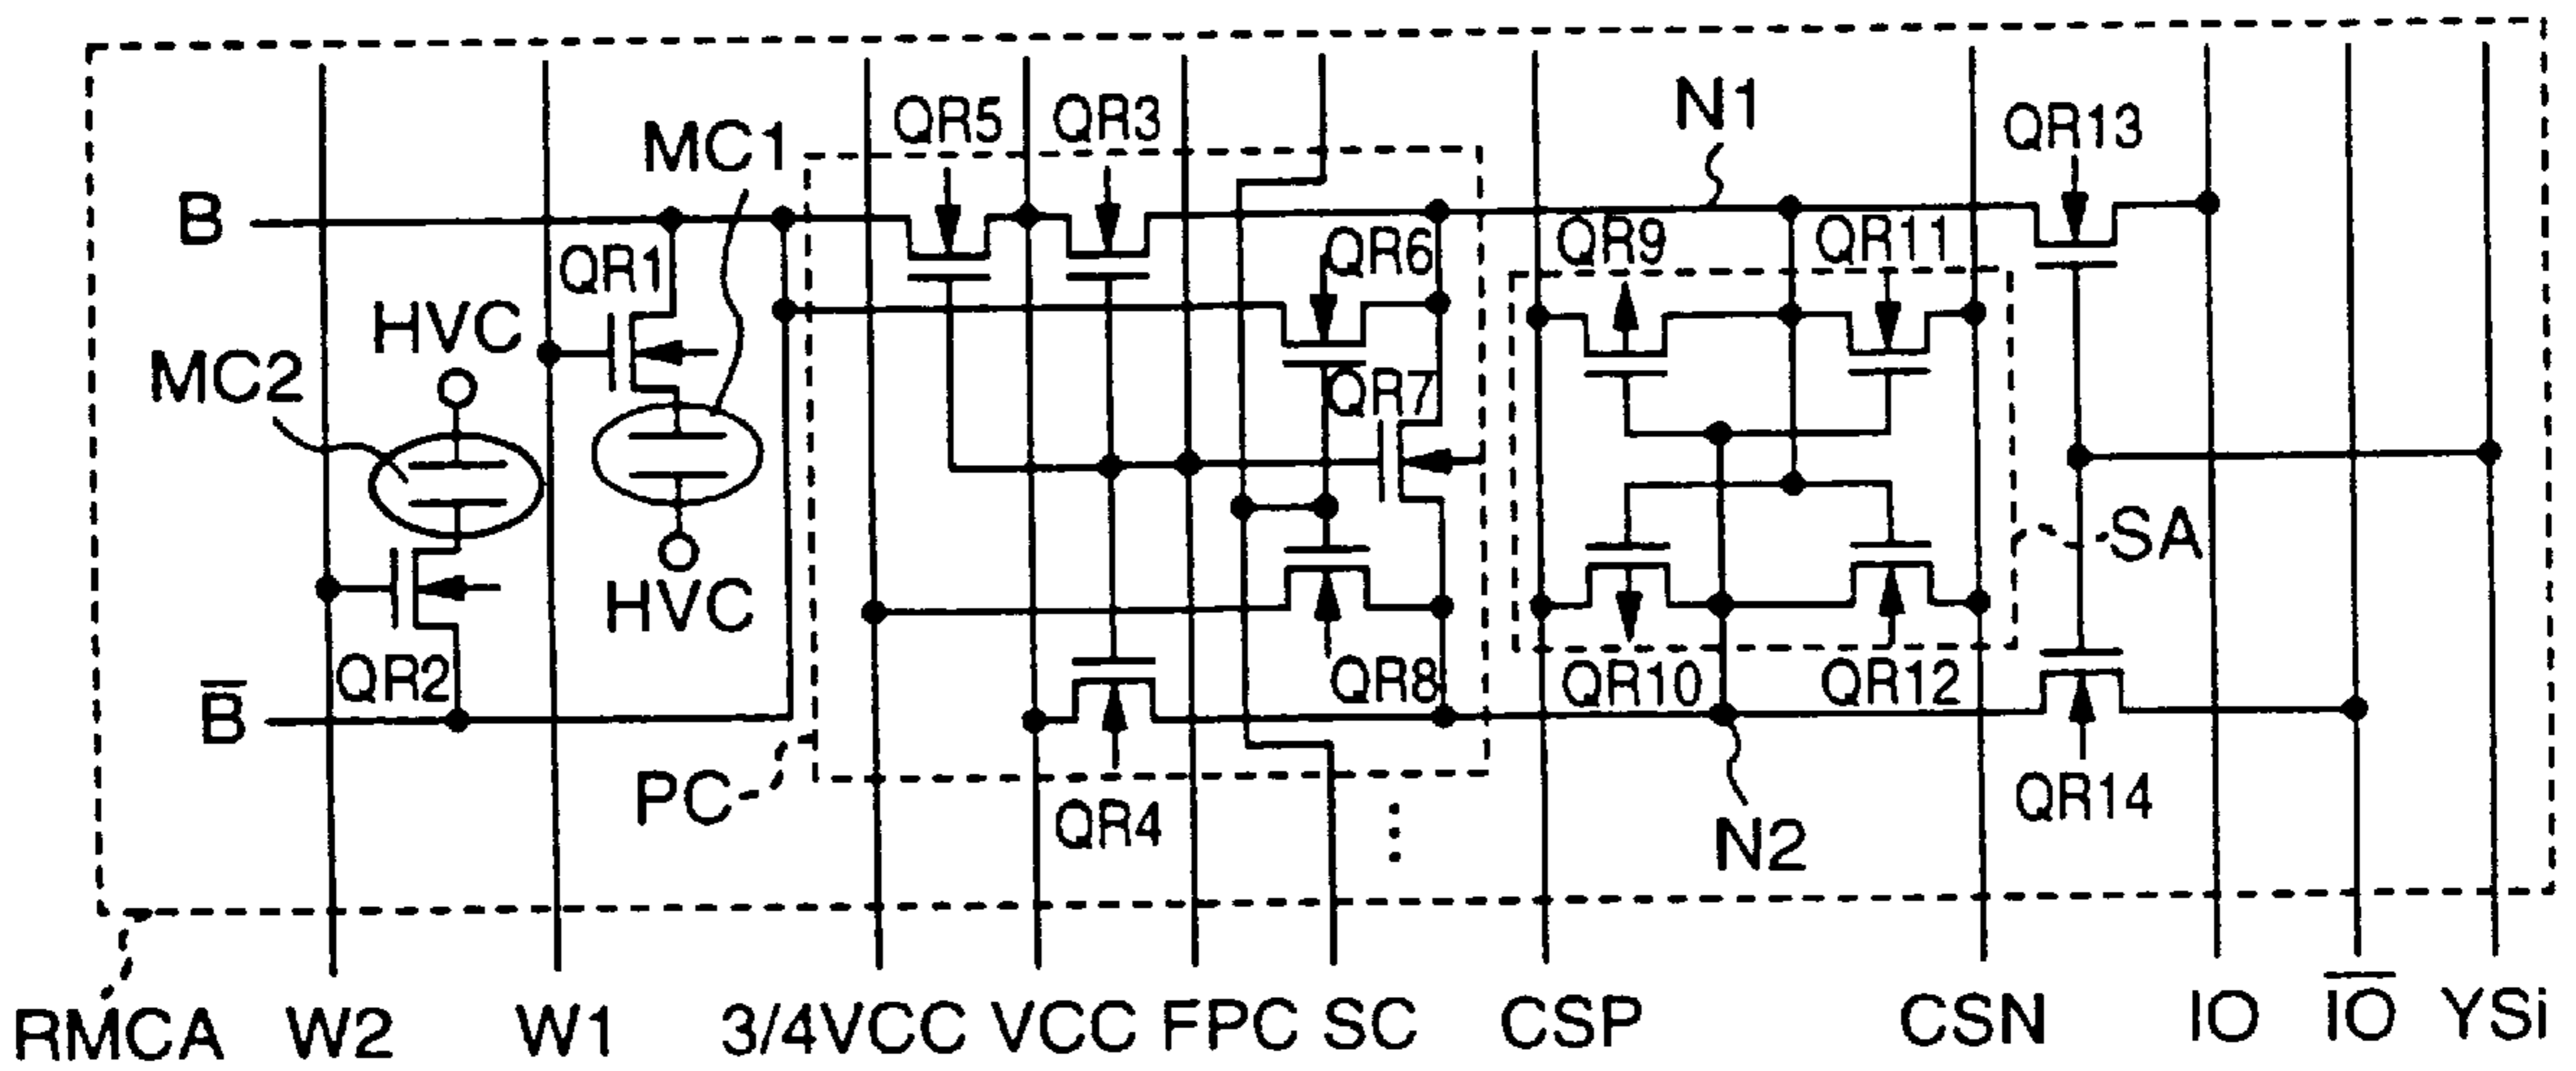 N1
QR5 QR3 QR13
MC1
B
QR1 QR6 QR9 QR11
HVC
MC2 QR7
SA
HVC
QR2 QR8 QR10 QR12
B̅
PC QR4 QR14
N2
RMCA W2 W1 3/4VCC VCC FPC SC CSP CSN IO I̅O̅ YSi